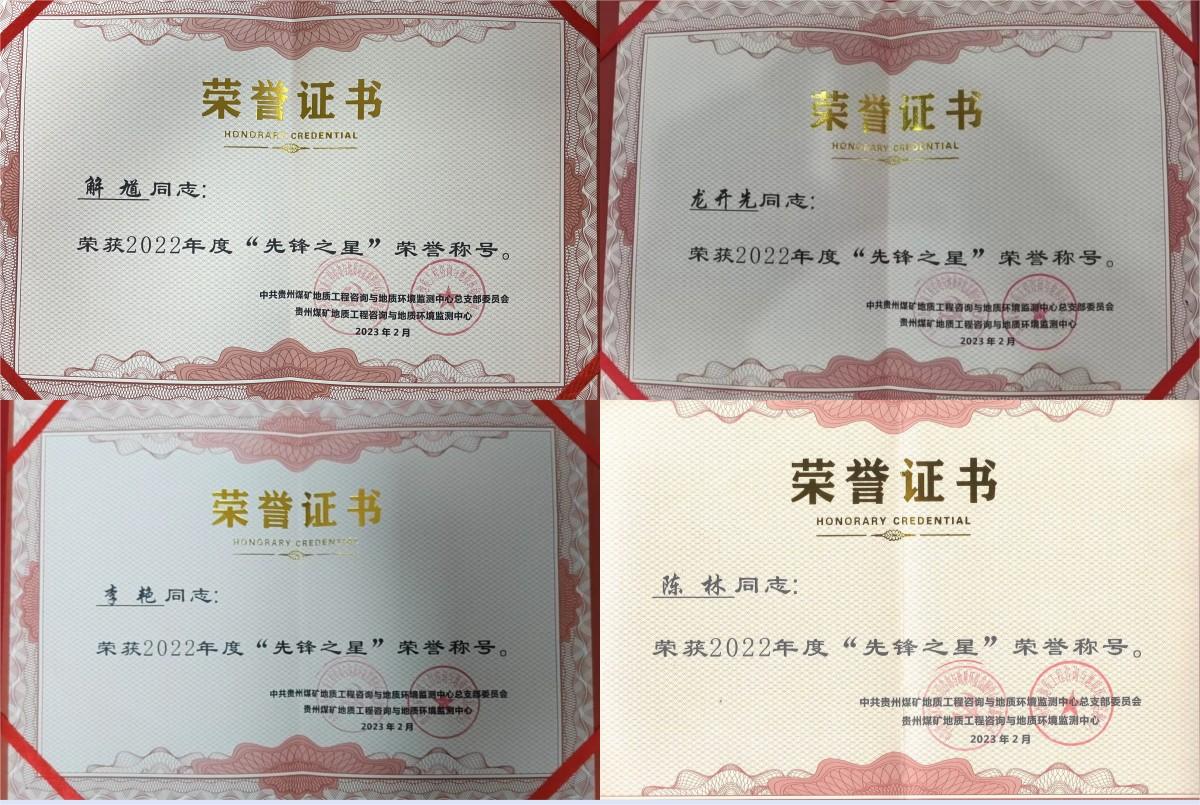 荣誉证书
HONORARY CREDENTIAL
解 尴同志:
荣获2022年度“先锋之星”荣誉称号。
中共贵州煤矿地质工程咨询与地质环境监测中心总支部委员会
贵州煤矿地质工程咨询与地质环境监测中心
2023年2月
荣誉证书
HONORARY CREDENTIAL
龙开先同志:
荣获2022年度“先锋之星”荣誉称号。
中共贵州煤矿地质工程咨询与地质环境监测中心总支部委员会
贵州煤矿地质工程咨询与地质环境监测中心
2023年2月
荣誉证书
HONORARY CREDENTIAL
李 艳同志:
荣获2022年度“先锋之星”荣誉称号。
中共贵州煤矿地质工程咨询与地质环境监测中心总支部委员会
贵州煤矿地质工程咨询与地质环境监测中心
2023年2月
荣誉证书
HONORARY CREDENTIAL
陈 林同志:
荣获2022年度“先锋之星”荣誉称号。
中共贵州煤矿地质工程咨询与地质环境监测中心总支部委员会
贵州煤矿地质工程咨询与地质环境监测中心
2023年2月